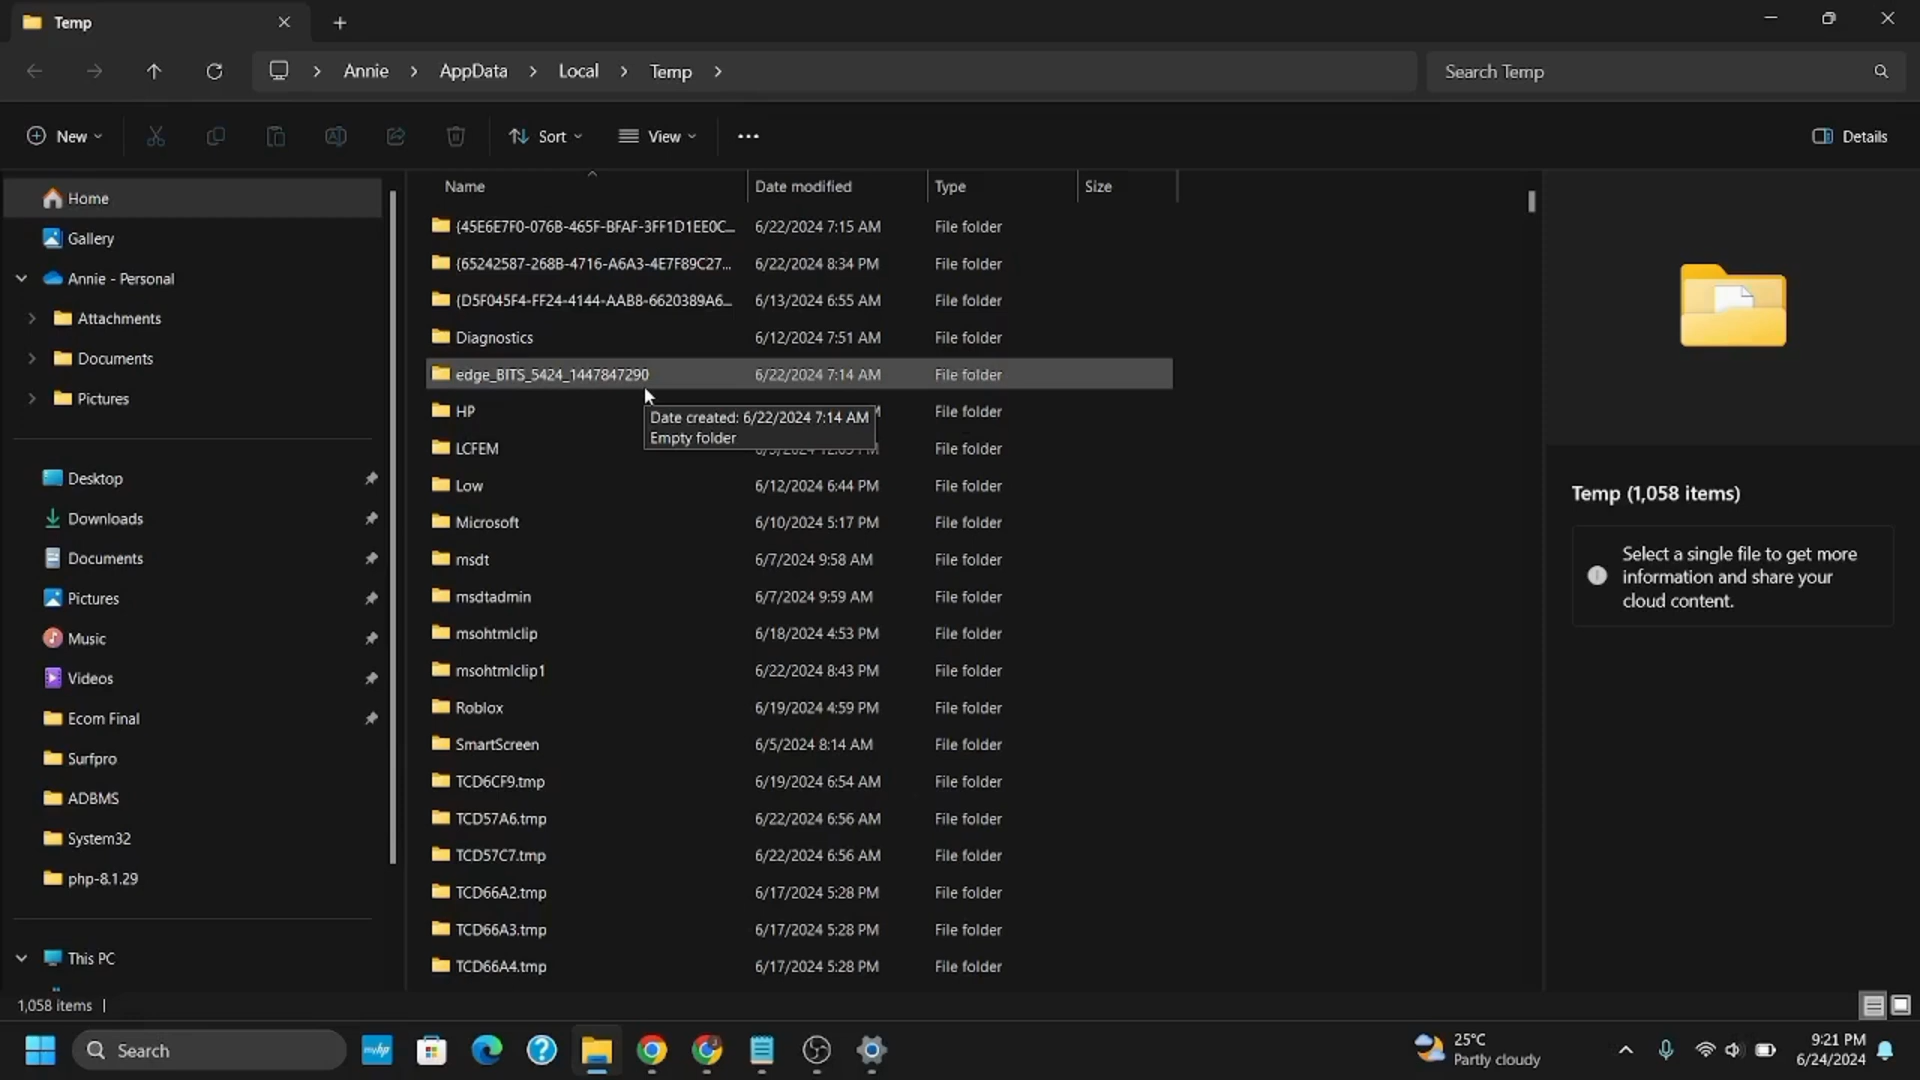 Temp
Annie > AppData > Local > Temp >
Search Temp
New
Sort
View
Details
Home
Gallery
Annie - Personal
Attachments
Documents
Pictures
Desktop
Downloads
Documents
Pictures
Music
Videos
Ecom Final
Surfpro
ADBMS
System32
php-8.1.29
This PC
Name Date modified Type Size
{45E6E7F0-076B-465F-BFAF-3FF1D1EE0C... 6/22/2024 7:15 AM File folder
{65242587-268B-4716-A6A3-4E7F89C27... 6/22/2024 8:34 PM File folder
{D5F045F4-FF24-4144-AAB8-6620389A6... 6/13/2024 6:55 AM File folder
Diagnostics 6/12/2024 7:51 AM File folder
edge_BITS_5424_1447847290 6/22/2024 7:14 AM File folder
HP File folder
Date created: 6/22/2024 7:14 AM
Empty folder
LCFEM File folder
Low 6/12/2024 6:44 PM File folder
Microsoft 6/10/2024 5:17 PM File folder
msdt 6/7/2024 9:58 AM File folder
msdtadmin 6/7/2024 9:59 AM File folder
msohtmlclip 6/18/2024 4:53 PM File folder
msohtmlclip1 6/22/2024 8:43 PM File folder
Roblox 6/19/2024 4:59 PM File folder
SmartScreen 6/5/2024 8:14 AM File folder
TCD6CF9.tmp 6/19/2024 6:54 AM File folder
TCD57A6.tmp 6/22/2024 6:56 AM File folder
TCD57C7.tmp 6/22/2024 6:56 AM File folder
TCD66A2.tmp 6/17/2024 5:28 PM File folder
TCD66A3.tmp 6/17/2024 5:28 PM File folder
TCD66A4.tmp 6/17/2024 5:28 PM File folder
Temp (1,058 items)
Select a single file to get more
information and share your
cloud content.
1,058 items
Search
myhp
25°C
Partly cloudy
9:21 PM
6/24/2024